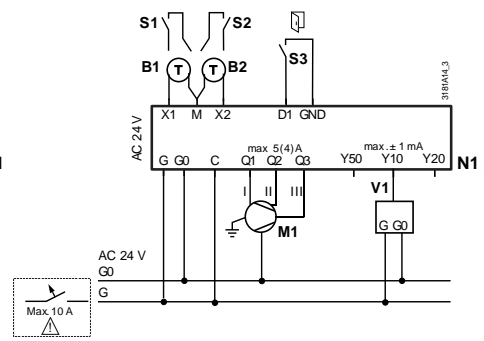 S1 S2
S3
B1 T T B2
3181A14_3
X1 M X2 D1 GND
AC 24 V
max 5(4) A max.± 1 mA
G G0 C Q1 Q2 Q3 Y50 Y10 Y20 N1
I II III V1
M1 G G0
AC 24 V
G0
G
Max. 10 A
!